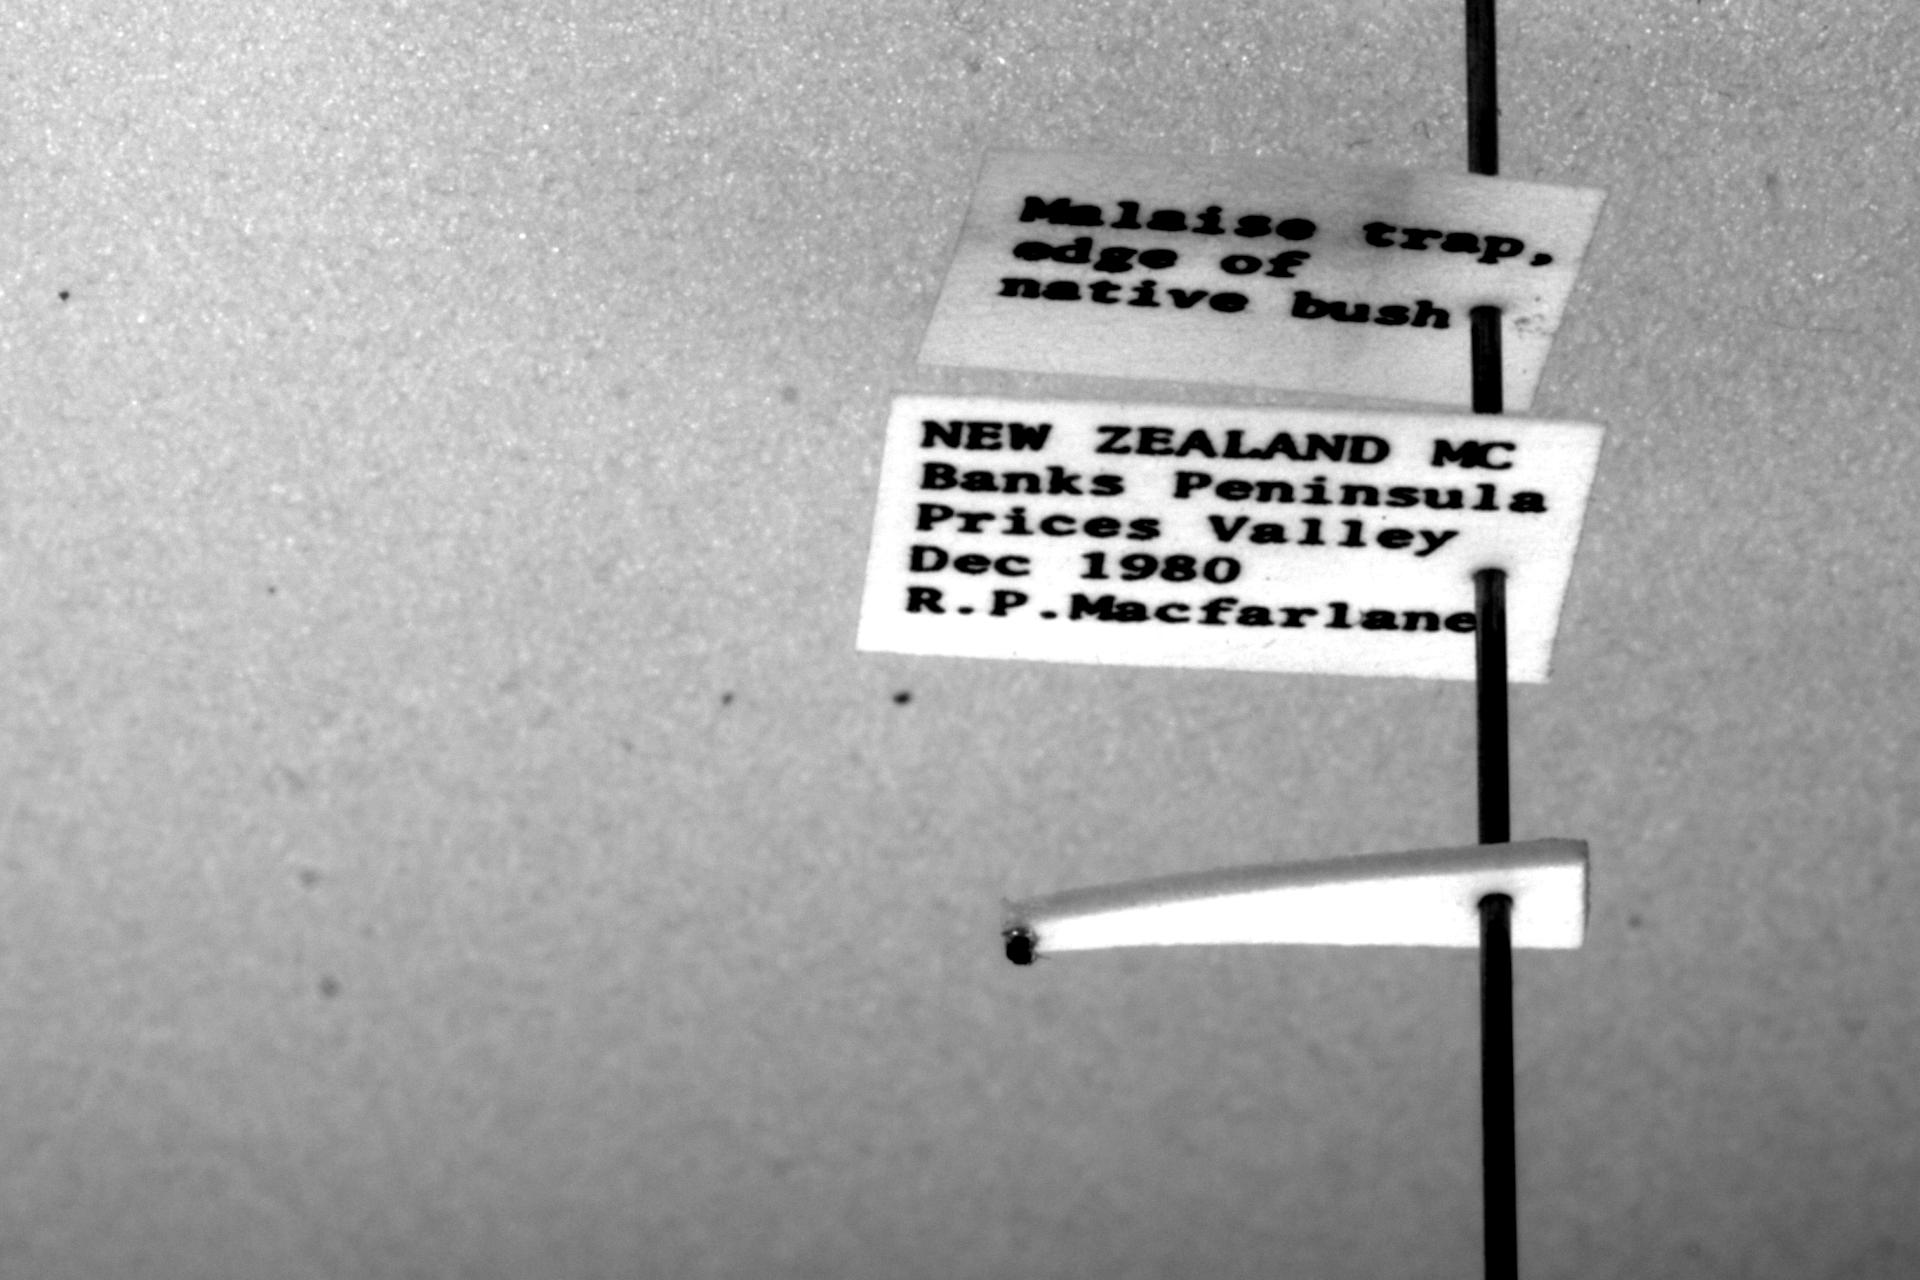 Malaise trap,
edge of
native bush
NEW ZEALAND MC
Banks Peninsula
Prices Valley
Dec 1980
R.P.Macfarlane